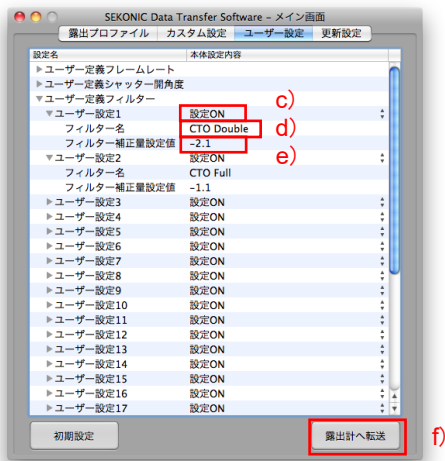 SEKONIC Data Transfer Software – メイン画面
露出プロファイル カスタム設定 ユーザー設定 更新設定
設定名 本体設定内容
▶ユーザー定義フレームレート
▶ユーザー定義シャッター開角度
▼ユーザー定義フィルター c)
▼ユーザー設定1 設定ON
フィルター名 CTO Double d)
フィルター補正量設定値 -2.1 e)
▼ユーザー設定2 設定ON
フィルター名 CTO Full
フィルター補正量設定値 -1.1
▶ユーザー設定3 設定ON
▶ユーザー設定4 設定ON
▶ユーザー設定5 設定ON
▶ユーザー設定6 設定ON
▶ユーザー設定7 設定ON
▶ユーザー設定8 設定ON
▶ユーザー設定9 設定ON
▶ユーザー設定10 設定ON
▶ユーザー設定11 設定ON
▶ユーザー設定12 設定ON
▶ユーザー設定13 設定ON
▶ユーザー設定14 設定ON
▶ユーザー設定15 設定ON
▶ユーザー設定16 設定ON
▶ユーザー設定17 設定ON
初期設定 露出計へ転送 f)